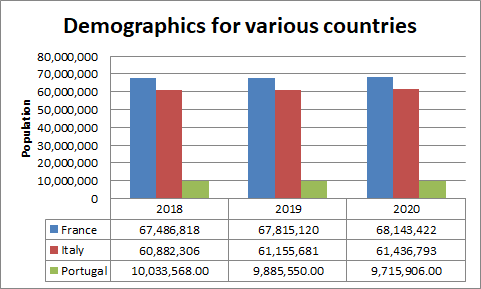 Demographics for various countries
80,000,000
70,000,000
60,000,000
50,000,000
40,000,000
30,000,000
20,000,000
10,000,000
0
Population
2018 2019 2020
France 67,486,818 67,815,120 68,143,422
Italy 60,882,306 61,155,681 61,436,793
Portugal 10,033,568.00 9,885,550.00 9,715,906.00